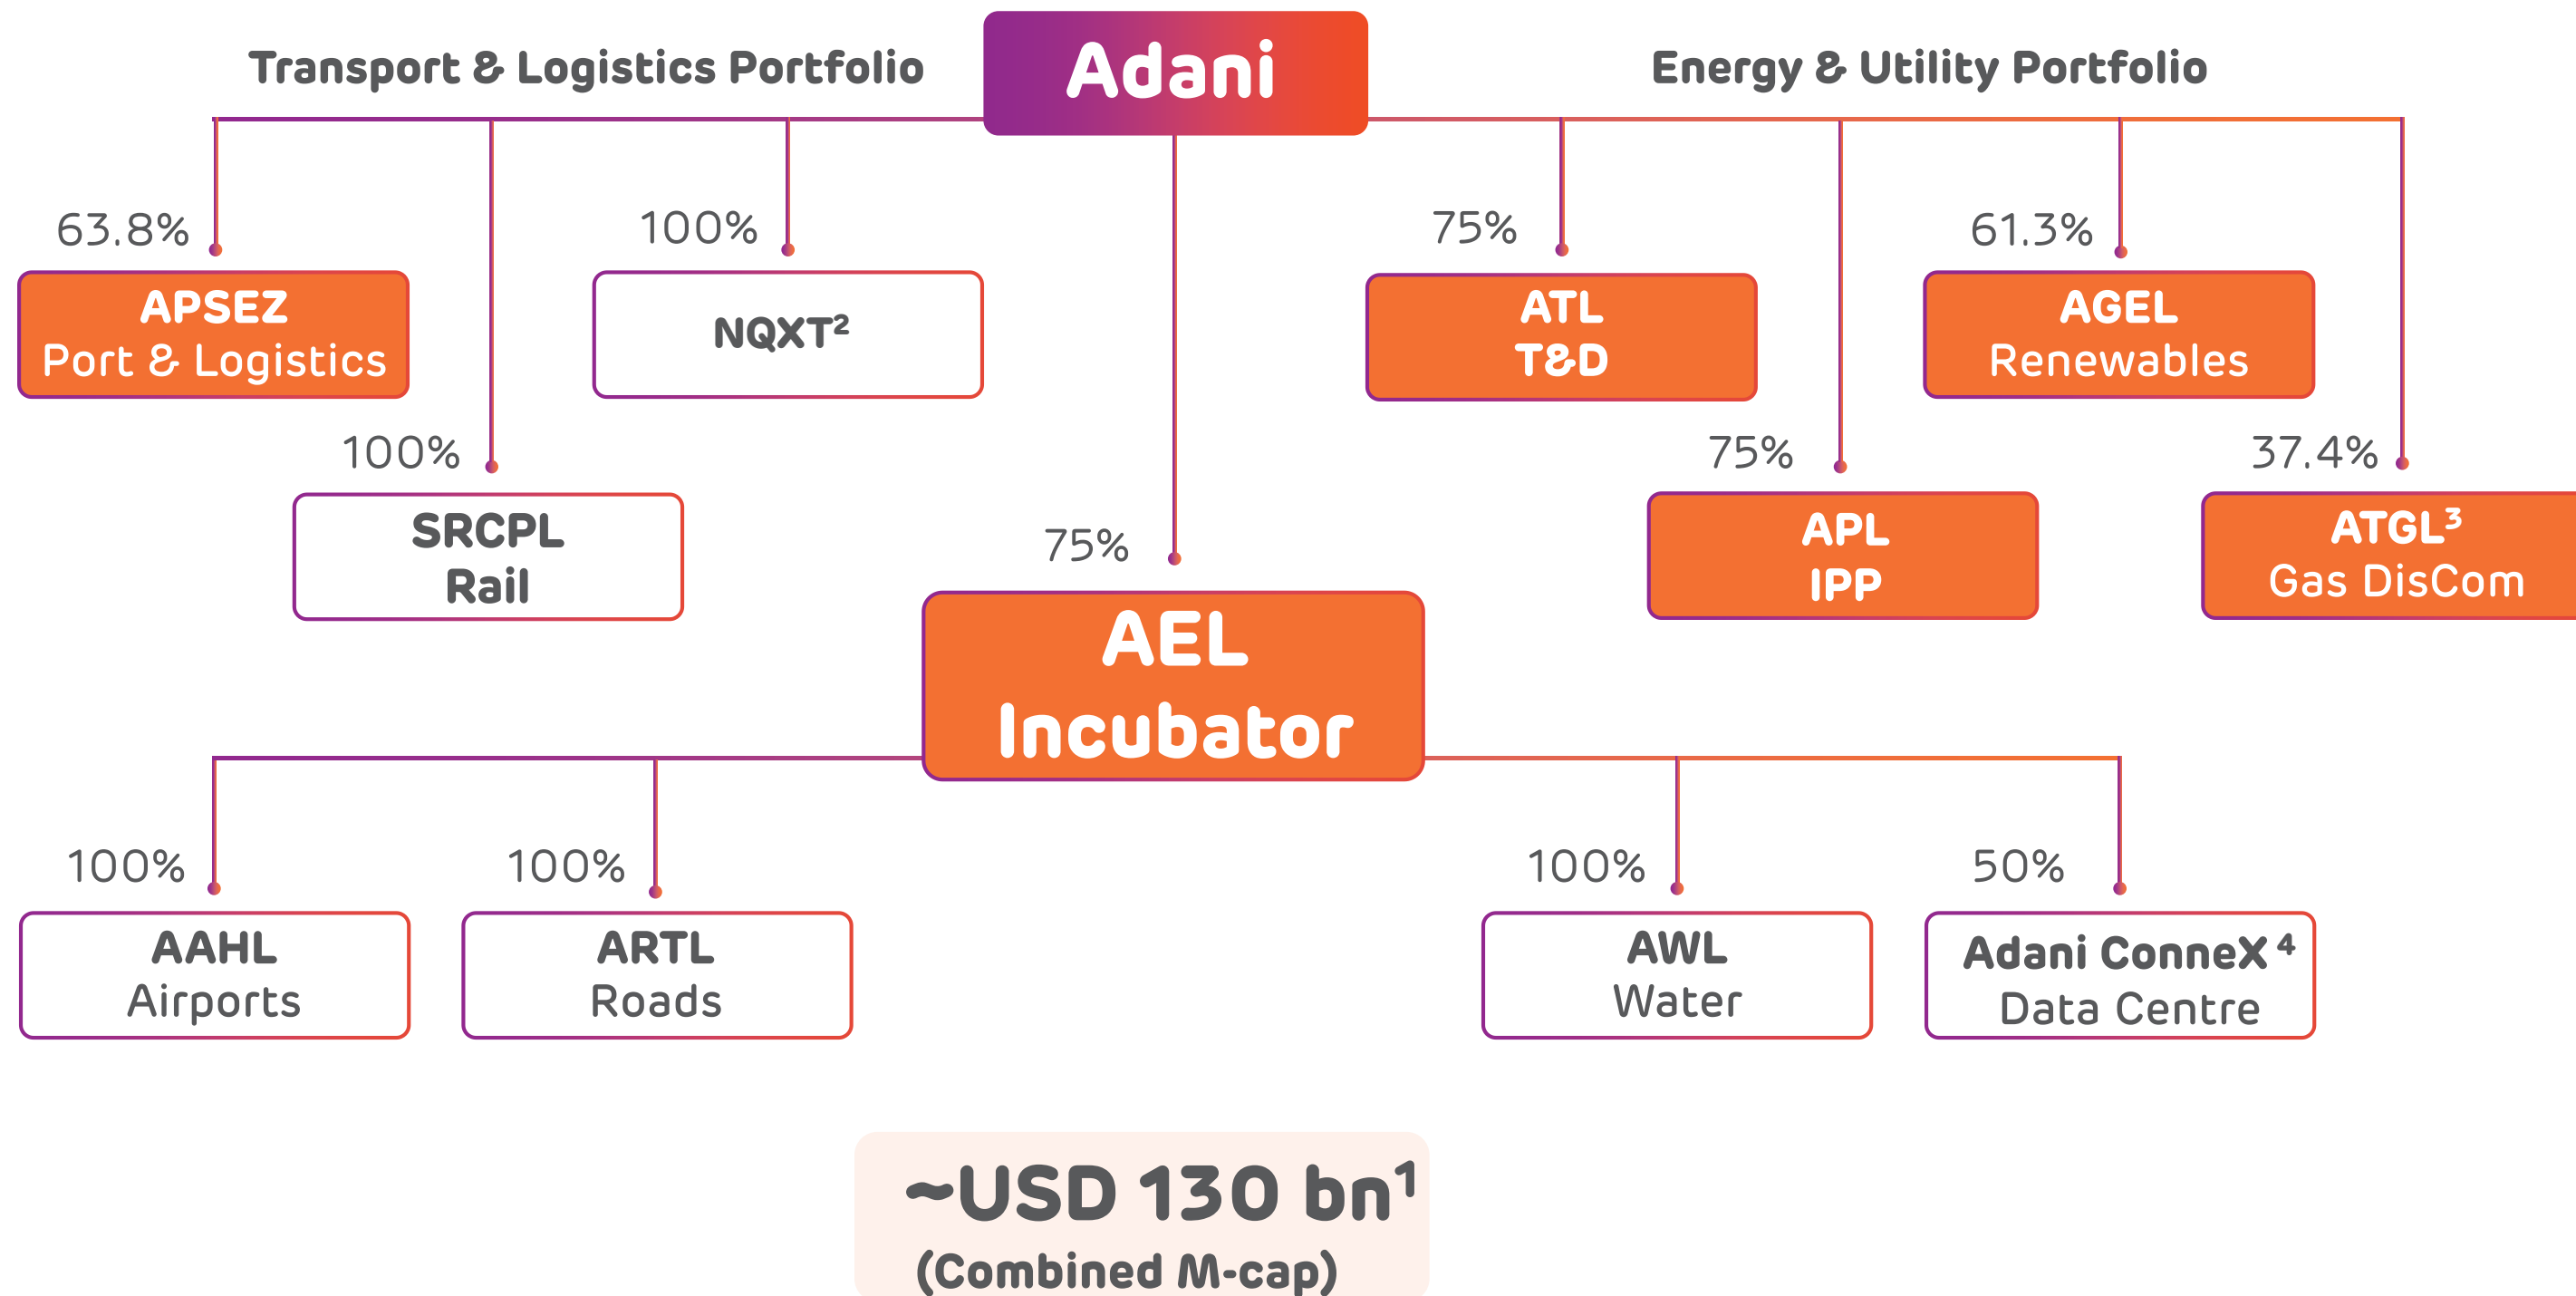 Transport & Logistics Portfolio
Adani
Energy & Utility Portfolio
63.8%
APSEZ
Port & Logistics
100%
SRCPL
Rail
100%
NQXT²
75%
ATL
T&D
75%
APL
IPP
61.3%
AGEL
Renewables
37.4%
ATGL³
Gas DisCom
75%
AEL
Incubator
100%
AAHL
Airports
100%
ARTL
Roads
100%
AWL
Water
50%
Adani ConneX ⁴
Data Centre
~USD 130 bn¹
(Combined M-cap)